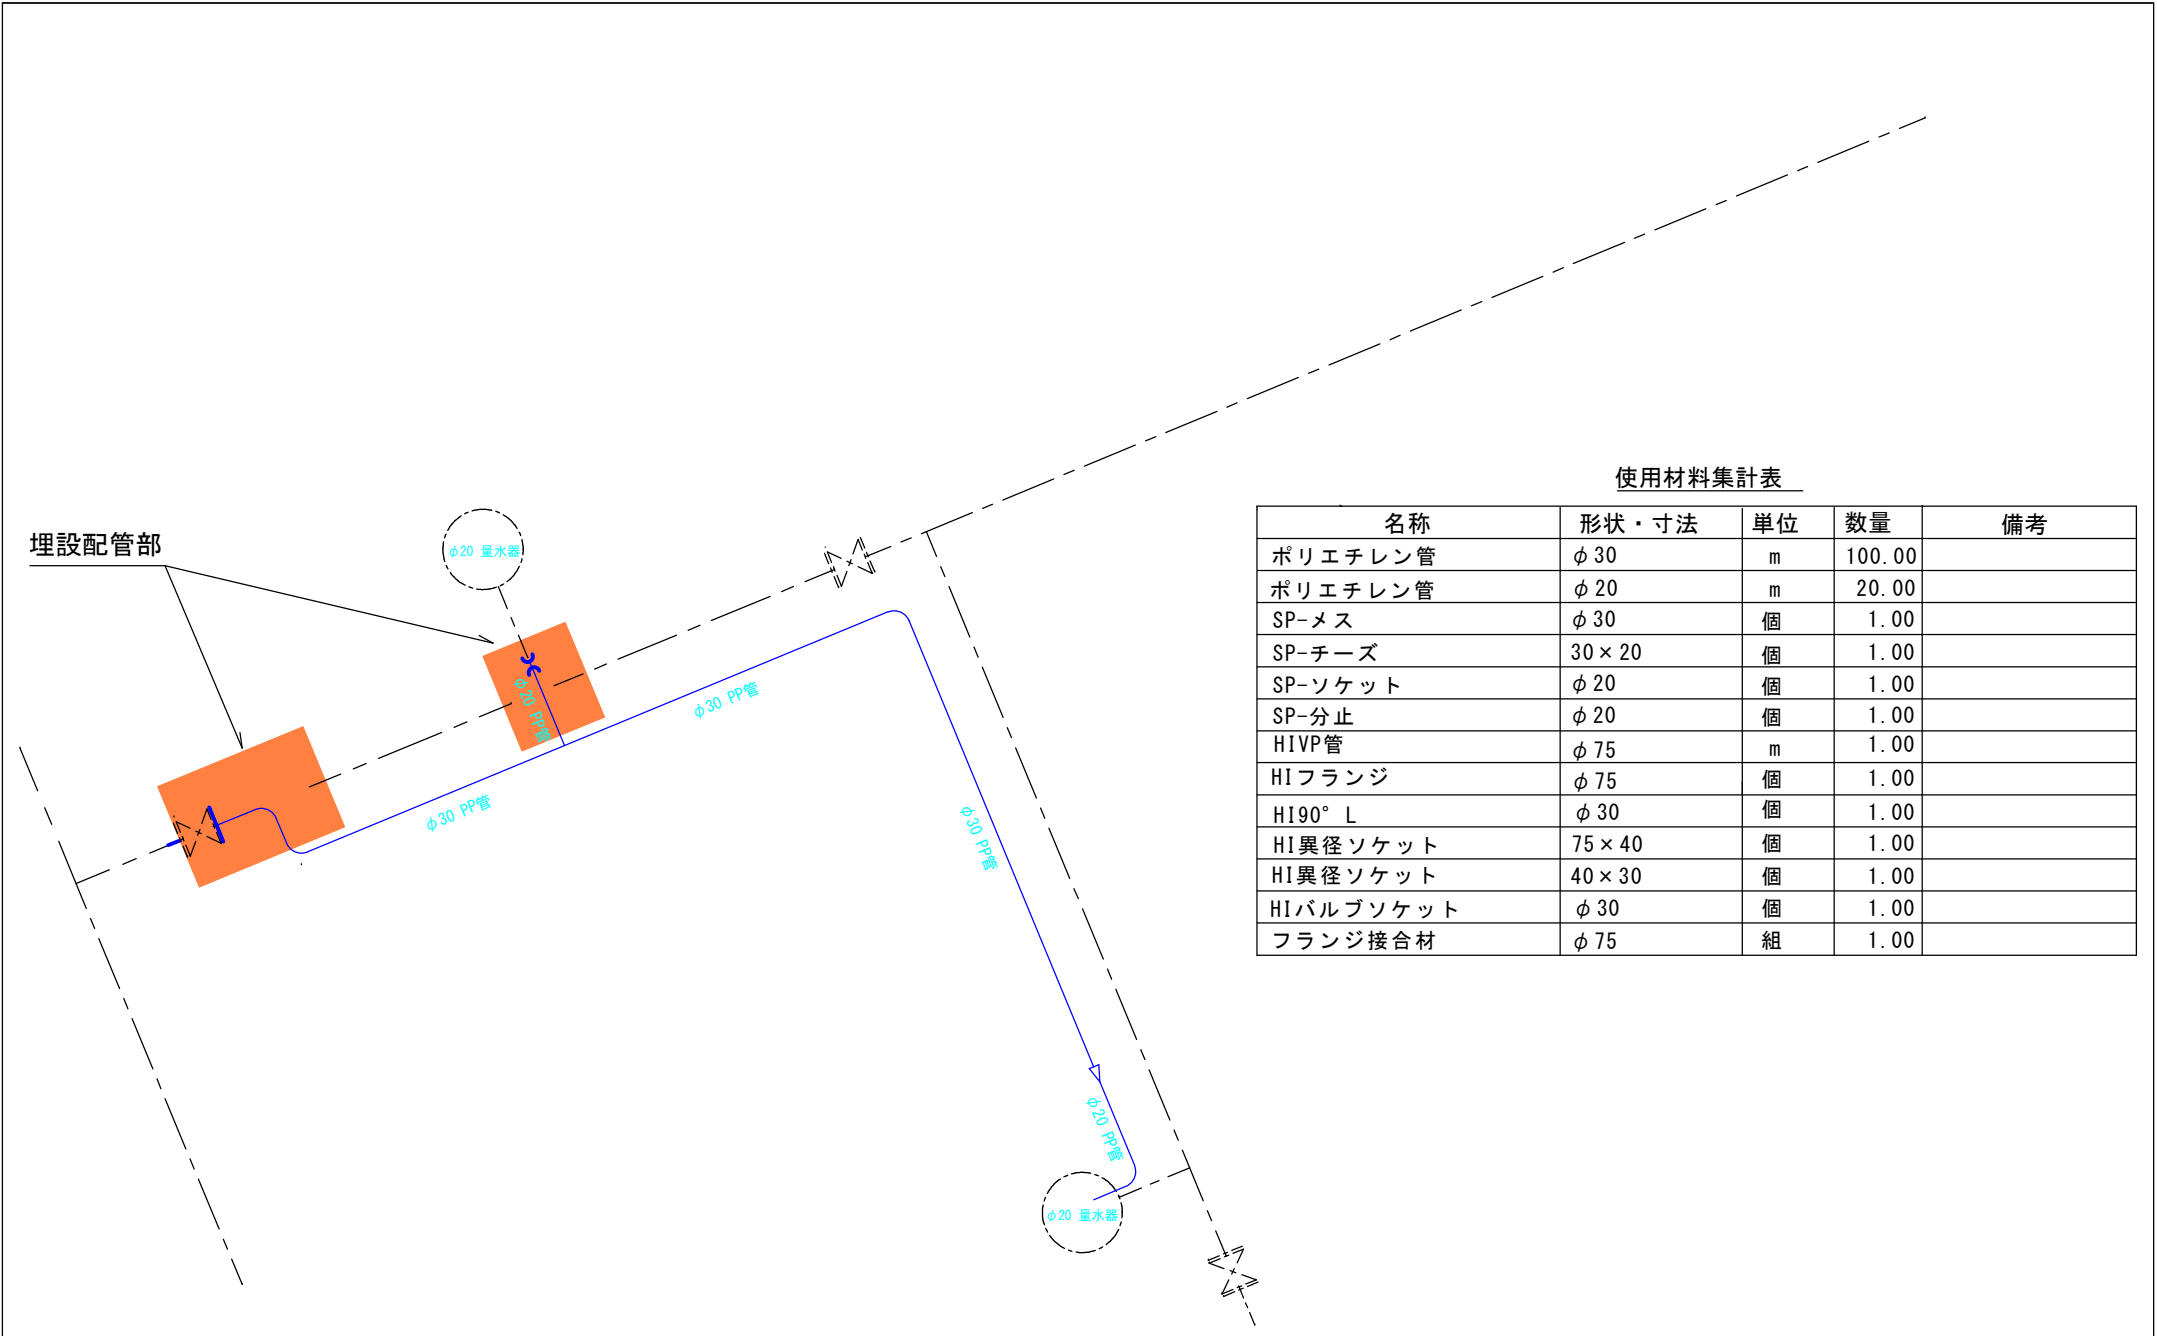 使用材料集計表
名称 形状・寸法 単位 数量 備考
ポリエチレン管 φ30 m 100.00
ポリエチレン管 φ20 m 20.00
SP-メス φ30 個 1.00
SP-チーズ 30×20 個 1.00
SP-ソケット φ20 個 1.00
SP-分止 φ20 個 1.00
HIVP管 φ75 m 1.00
HIフランジ φ75 個 1.00
HI90°L φ30 個 1.00
HI異径ソケット 75×40 個 1.00
HI異径ソケット 40×30 個 1.00
HIバルブソケット φ30 個 1.00
フランジ接合材 φ75 組 1.00
埋設配管部
φ20 量水器
φ20 PP管
φ30 PP管
φ30 PP管
φ30 PP管
φ20 PP管
φ20 量水器